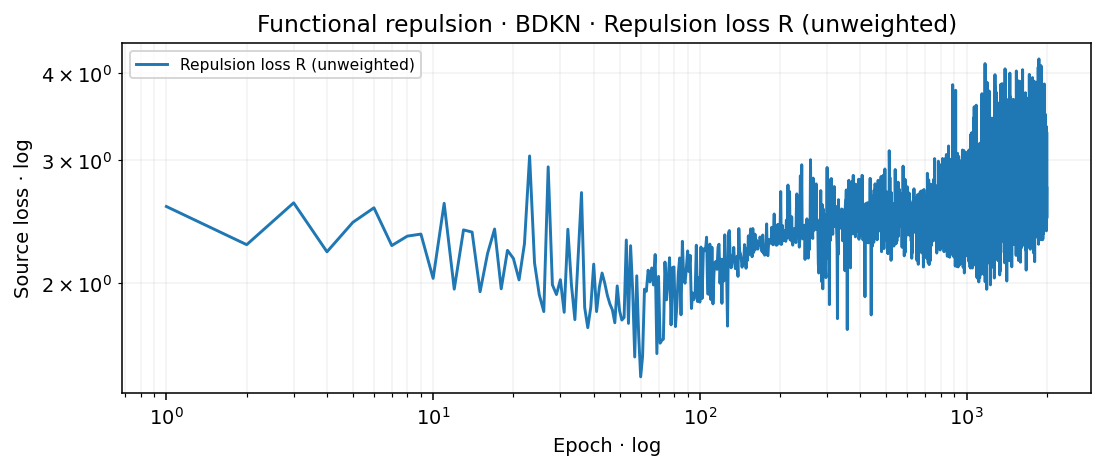 Functional repulsion · BDKN · Repulsion loss R (unweighted)
Repulsion loss R (unweighted)
Source loss · log
4 × 10⁰
3 × 10⁰
2 × 10⁰
10⁰ 10¹ 10² 10³
Epoch · log